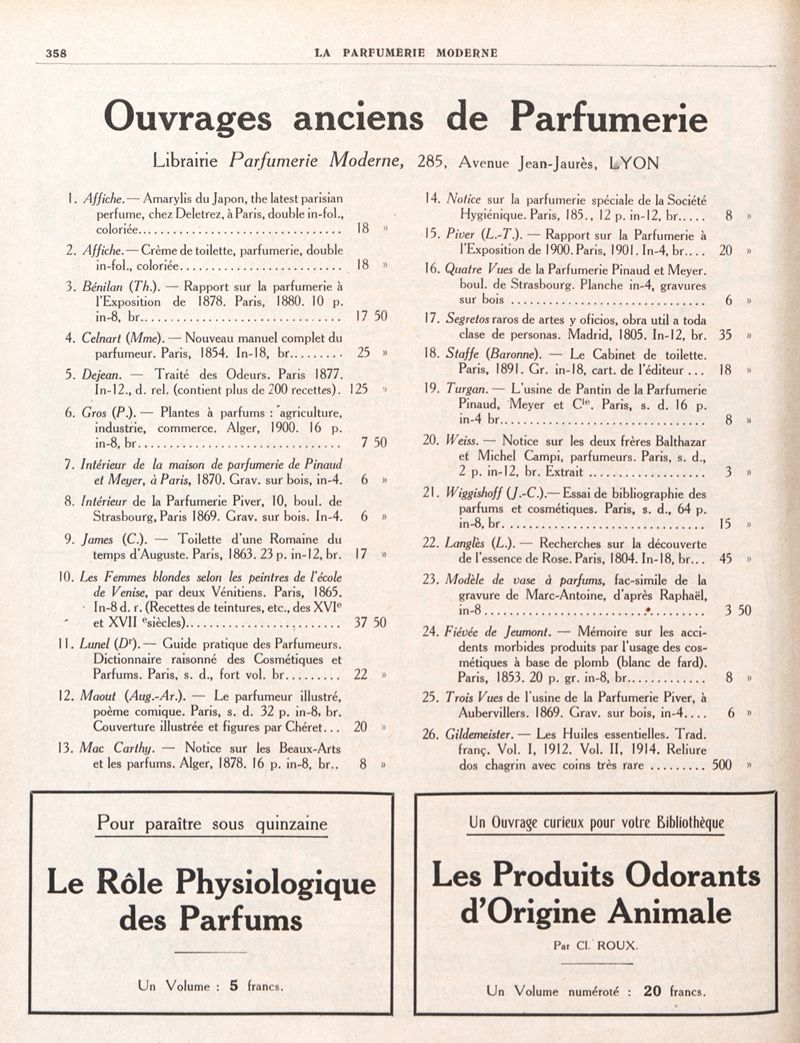 358
LA PARFUMERIE MODERNE
Ouvrages anciens de Parfumerie
Librairie Parfumerie Moderne, 285, Avenue Jean-Jaurès, LYON
1. Affiche. — Amarylis du Japon, the latest parisian
perfume, chez Deletrez, à Paris, double in-fol.,
coloriée................................ 18 »
2. Affiche. — Crème de toilette, parfumerie, double
in-fol., coloriée......................... 18 »
3. Bénilan (Th.). — Rapport sur la parfumerie à
l'Exposition de 1878. Paris, 1880. 10 p.
in-8, br............................... 17 50
4. Celnart (Mme). — Nouveau manuel complet du
parfumeur. Paris, 1854. In-18, br......... 25 »
5. Dejean. — Traité des Odeurs. Paris 1877.
In-12., d. rel. (contient plus de 200 recettes). 125 »
6. Gros (P.). — Plantes à parfums : agriculture,
industrie, commerce. Alger, 1900. 16 p.
in-8, br............................... 7 50
7. Intérieur de la maison de parfumerie de Pinaud
et Meyer, à Paris, 1870. Grav. sur bois, in-4. 6 »
8. Intérieur de la Parfumerie Piver, 10, boul. de
Strasbourg, Paris 1869. Grav. sur bois. In-4. 6 »
9. James (C.). — Toilette d'une Romaine du
temps d'Auguste. Paris, 1863. 23 p. in-12, br. 17 »
10. Les Femmes blondes selon les peintres de l'école
de Venise, par deux Vénitiens. Paris, 1865.
In-8 d. r. (Recettes de teintures, etc., des XVIe
et XVII esiècles)....................... 37 50
11. Lunel (Dr). — Guide pratique des Parfumeurs.
Dictionnaire raisonné des Cosmétiques et
Parfums. Paris, s. d., fort vol. br......... 22 »
12. Maout (Aug.-Ar.). — Le parfumeur illustré,
poème comique. Paris, s. d. 32 p. in-8, br.
Couverture illustrée et figures par Chéret... 20 »
13. Mac Carthy. — Notice sur les Beaux-Arts
et les parfums. Alger, 1878. 16 p. in-8, br.. 8 »
14. Notice sur la parfumerie spéciale de la Société
Hygiénique. Paris, 185., 12 p. in-12, br..... 8 »
15. Piver (L.-T.). — Rapport sur la Parfumerie à
l'Exposition de 1900. Paris, 1901. In-4, br.... 20 »
16. Quatre Vues de la Parfumerie Pinaud et Meyer.
boul. de Strasbourg. Planche in-4, gravures
sur bois .............................. 6 »
17. Segretos raros de artes y oficios, obra util a toda
clase de personas. Madrid, 1805. In-12, br. 35 »
18. Staffe (Baronne). — Le Cabinet de toilette.
Paris, 1891. Gr. in-18, cart. de l'éditeur ... 18 »
19. Turgan. — L'usine de Pantin de la Parfumerie
Pinaud, Meyer et Cie. Paris, s. d. 16 p.
in-4 br................................ 8 »
20. Weiss. — Notice sur les deux frères Balthazar
et Michel Campi, parfumeurs. Paris, s. d.,
2 p. in-12, br. Extrait .................. 3 »
21. Wiggishoff (J.-C.). — Essai de bibliographie des
parfums et cosmétiques. Paris, s. d., 64 p.
in-8, br............................... 15 »
22. Langlès (L.). — Recherches sur la découverte
de l'essence de Rose. Paris, 1804. In-18, br... 45 »
23. Modèle de vase à parfums, fac-simile de la
gravure de Marc-Antoine, d'après Raphaël,
in-8.................................. 3 50
24. Fiévée de Jeumont. — Mémoire sur les acci-
dents morbides produits par l'usage des cos-
métiques à base de plomb (blanc de fard).
Paris, 1853. 20 p. gr. in-8, br............ 8 »
25. Trois Vues de l'usine de la Parfumerie Piver, à
Aubervillers. 1869. Grav. sur bois, in-4.... 6 »
26. Gildemeister. — Les Huiles essentielles. Trad.
franç. Vol. I, 1912. Vol. II, 1914. Reliure
dos chagrin avec coins très rare ......... 500 »
Pour paraître sous quinzaine
Le Rôle Physiologique
des Parfums
Un Volume : 5 francs.
Un Ouvrage curieux pour votre Bibliothèque
Les Produits Odorants
d'Origine Animale
Par Cl. ROUX.
Un Volume numéroté : 20 francs.